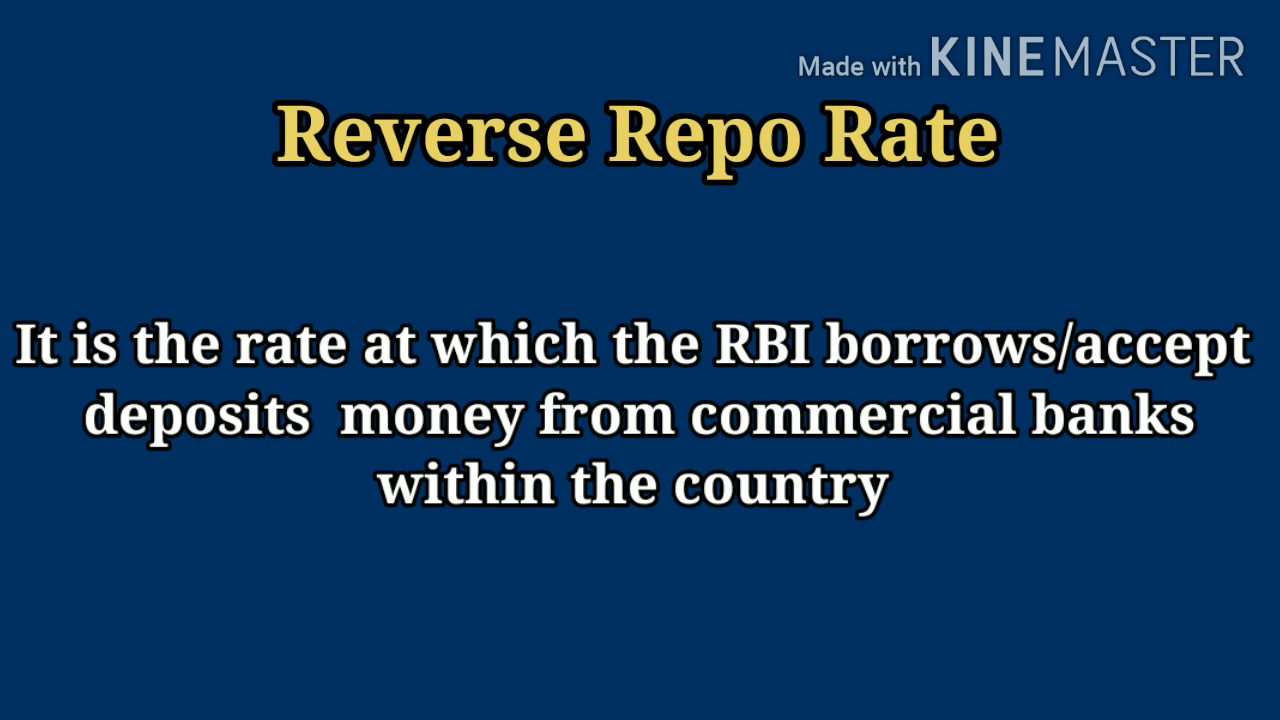 Made with KINEMASTER
Reverse Repo Rate
It is the rate at which the RBI borrows/accept
deposits money from commercial banks
within the country